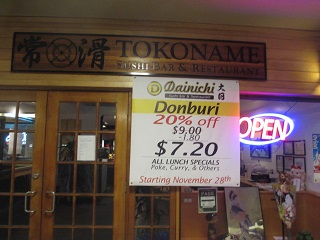 常 滑 TOKONAME
SUSHI BAR & RESTAURANT
D Dainichi 大日
Donburi
20% off
$9.00
-1.80
$7.20
ALL LUNCH SPECIALS
Poke, Curry, & Others
Starting November 28th
OPEN